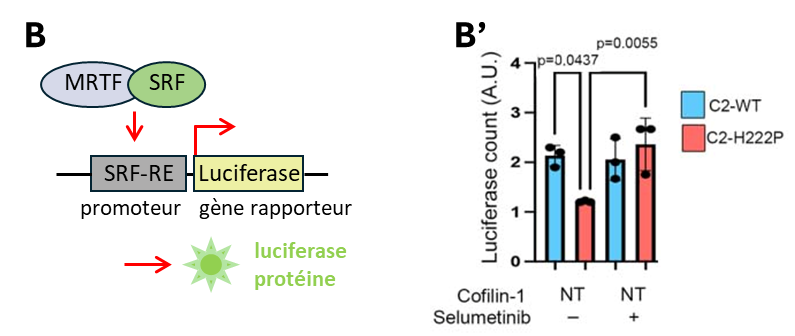 B
MRTF SRF
SRF-RE Luciferase
promoteur gène rapporteur
luciferase
protéine
B’
p=0.0055
p=0.0437
Luciferase count (A.U.)
4
3
2
1
0
C2-WT
C2-H222P
Cofilin-1 NT NT
Selumetinib – +